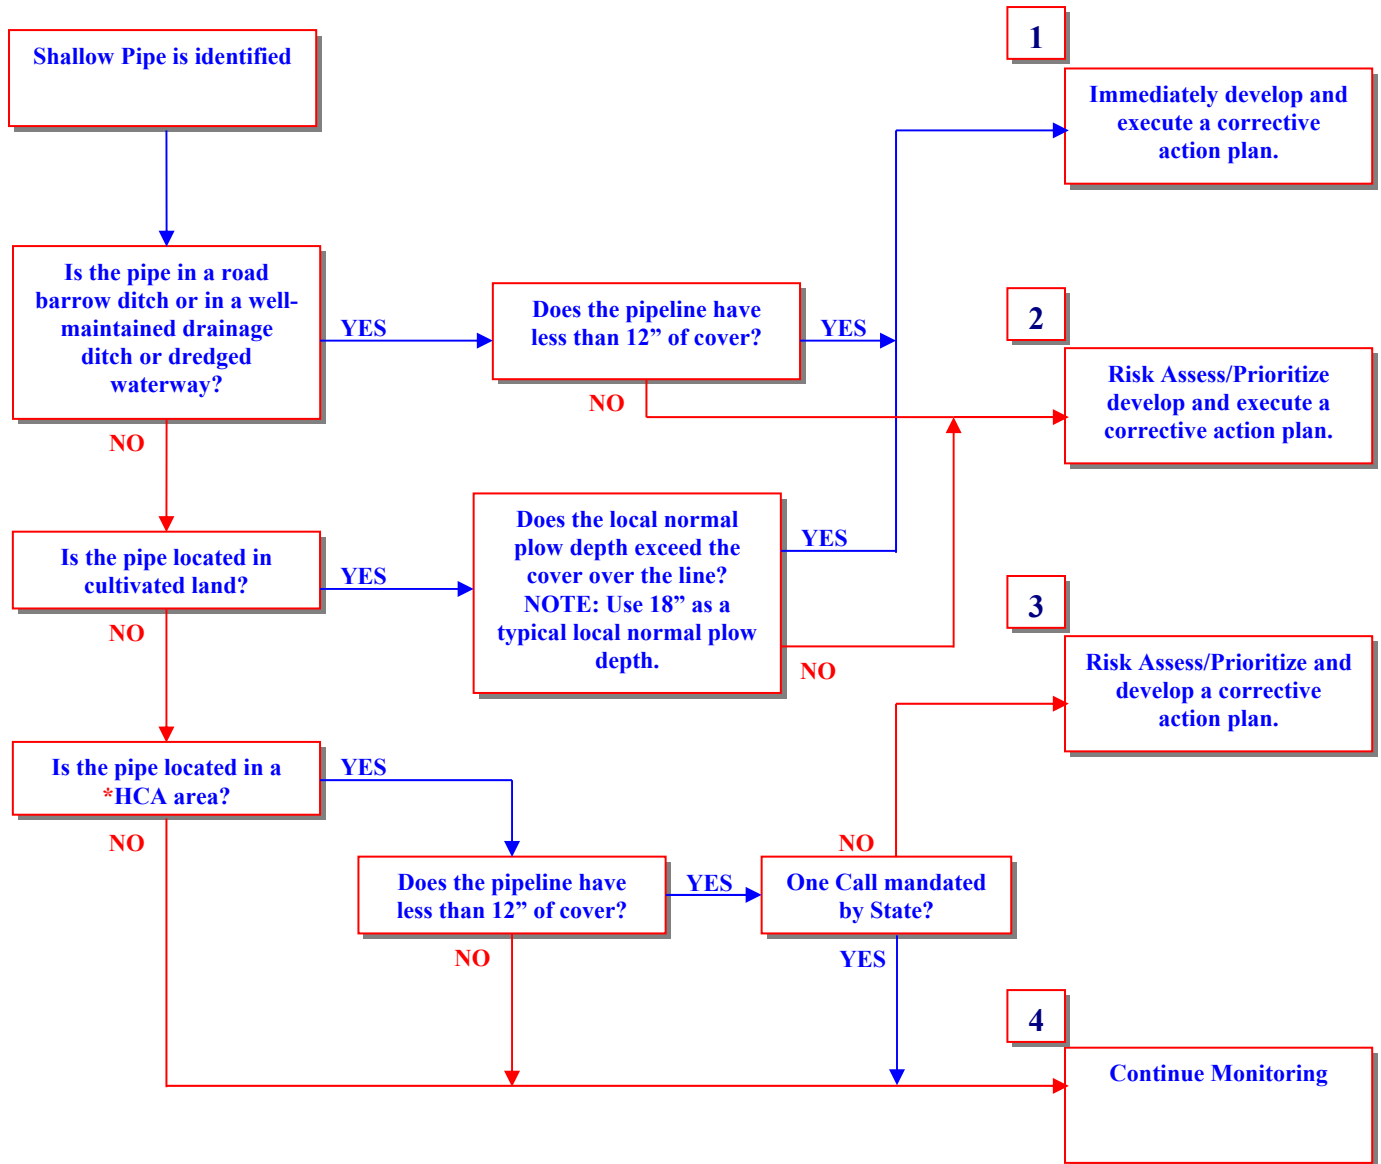 Shallow Pipe is identified
1
Immediately develop and
execute a corrective
action plan.
Is the pipe in a road
barrow ditch or in a well-
maintained drainage
ditch or dredged
waterway?
YES
NO
Does the pipeline have
less than 12” of cover?
YES
NO
2
Risk Assess/Prioritize
develop and execute a
corrective action plan.
Is the pipe located in
cultivated land?
YES
NO
Does the local normal
plow depth exceed the
cover over the line?
NOTE: Use 18” as a
typical local normal plow
depth.
YES
NO
3
Risk Assess/Prioritize and
develop a corrective
action plan.
Is the pipe located in a
*HCA area?
YES
NO
Does the pipeline have
less than 12” of cover?
YES
NO
One Call mandated
by State?
NO
YES
4
Continue Monitoring